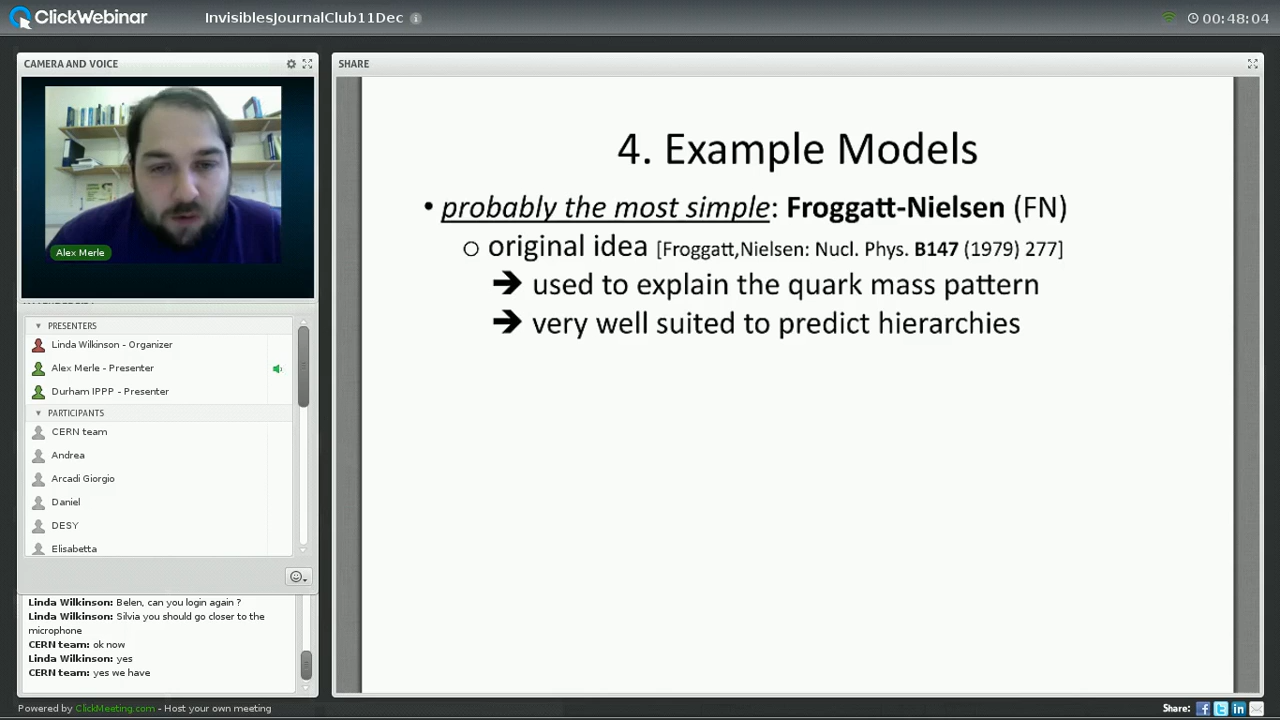 ClickWebinar
InvisiblesJournalClub11Dec
00:48:04
CAMERA AND VOICE
Alex Merle
PRESENTERS
Linda Wilkinson - Organizer
Alex Merle - Presenter
Durham IPPP - Presenter
PARTICIPANTS
CERN team
Andrea
Arcadi Giorgio
Daniel
DESY
Elisabetta
Linda Wilkinson: Belen, can you login again ?
Linda Wilkinson: Silvia you should go closer to the
microphone
CERN team: ok now
Linda Wilkinson: yes
CERN team: yes we have
SHARE
4. Example Models
• probably the most simple: Froggatt-Nielsen (FN)
○ original idea [Froggatt,Nielsen: Nucl. Phys. B147 (1979) 277]
➔ used to explain the quark mass pattern
➔ very well suited to predict hierarchies
Powered by ClickMeeting.com - Host your own meeting
Share: